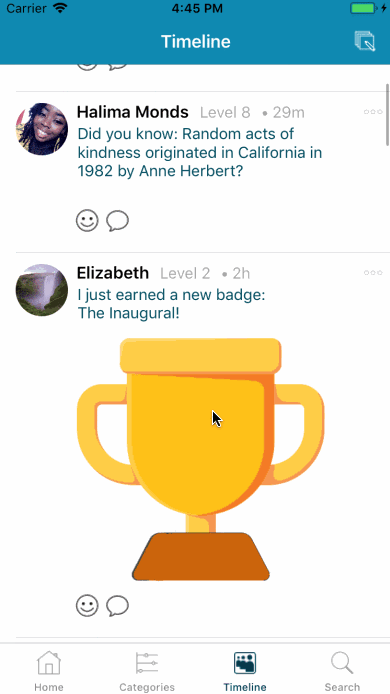 Carrier 4:45 PM
Timeline
Halima Monds Level 8 • 29m
Did you know: Random acts of
kindness originated in California in
1982 by Anne Herbert?
Elizabeth Level 2 • 2h
I just earned a new badge:
The Inaugural!
Home Categories Timeline Search